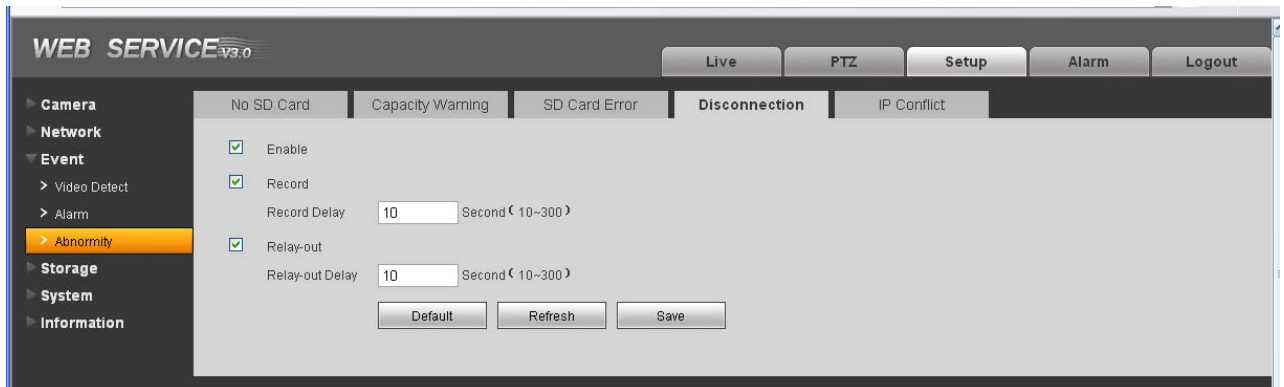 WEB SERVICE V3.0
Live PTZ Setup Alarm Logout
Camera
Network
Event
> Video Detect
> Alarm
> Abnormity
Storage
System
Information
No SD Card Capacity Warning SD Card Error Disconnection IP Conflict
Enable
Record
Record Delay 10 Second ( 10~300 )
Relay-out
Relay-out Delay 10 Second ( 10~300 )
Default Refresh Save